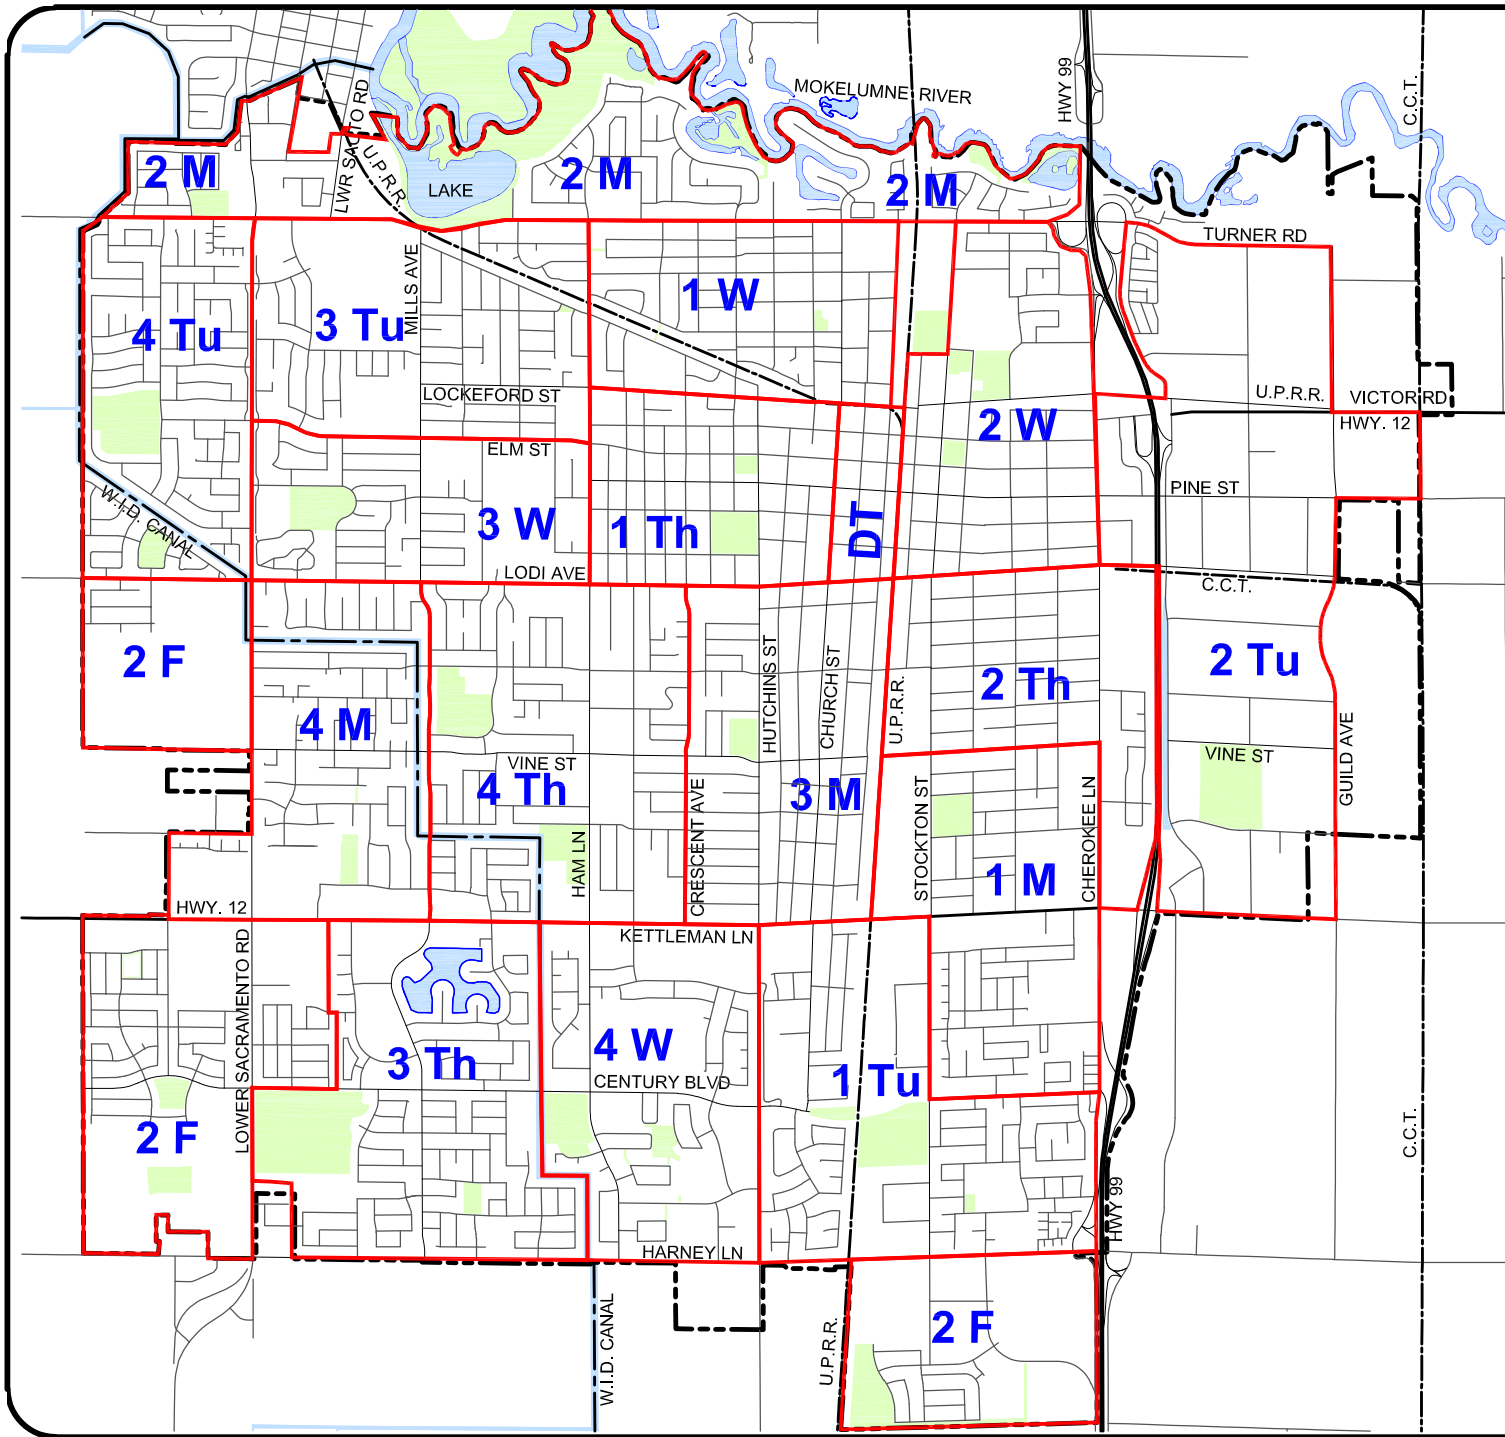 HWY 99
C.C.T.
MOKELUMNE RIVER
LWR SACTO RD
U.P.R.R.
2 M
LAKE
2 M
2 M
TURNER RD
MILLS AVE
4 Tu
3 Tu
1 W
LOCKEFORD ST
U.P.R.R.
VICTOR RD
HWY. 12
2 W
ELM ST
W.I.D. CANAL
3 W
1 Th
DT
PINE ST
LODI AVE
C.C.T.
2 F
HUTCHINS ST
CHURCH ST
U.P.R.R.
2 Th
2 Tu
4 M
VINE ST
4 Th
CRESCENT AVE
3 M
STOCKTON ST
CHEROKEE LN
VINE ST
GUILD AVE
HAM LN
1 M
HWY. 12
KETTLEMAN LN
LOWER SACRAMENTO RD
3 Th
4 W
CENTURY BLVD
1 Tu
2 F
C.C.T.
HWY 99
HARNEY LN
W.I.D. CANAL
U.P.R.R.
2 F